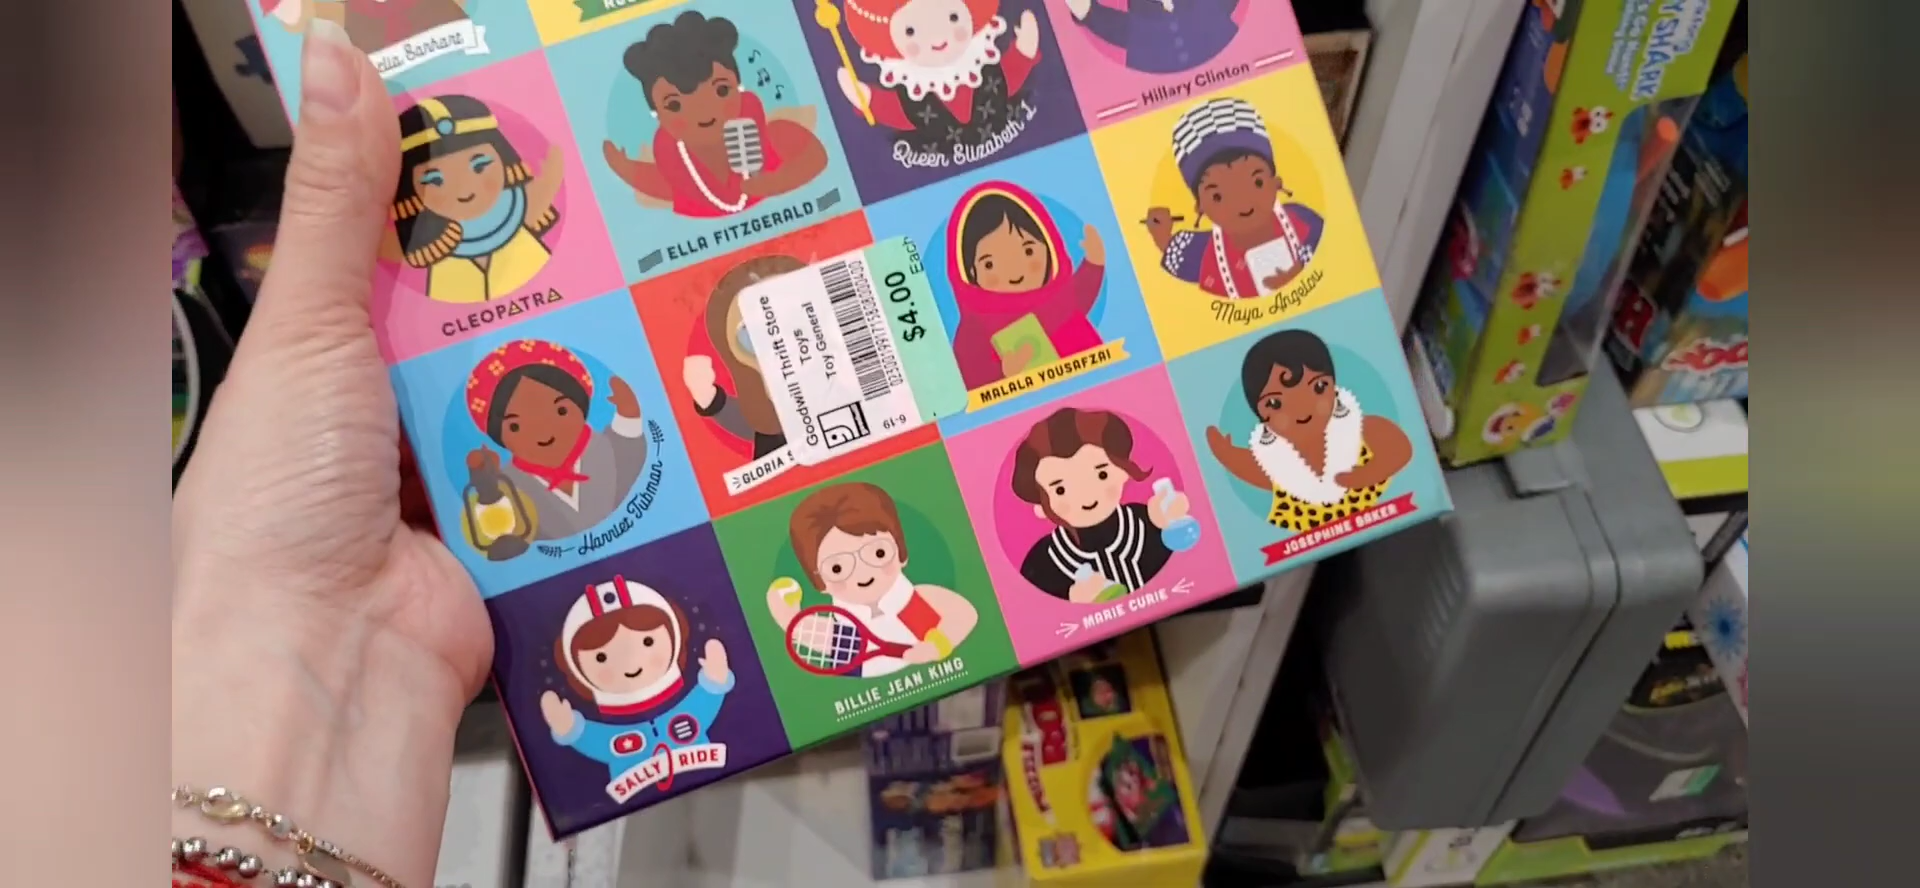 Hillary Clinton
Queen Elizabeth 1
ELLA FITZGERALD
CLEOPATRA
Maya Angelou
MALALA YOUSAFZAI
$4.00 Each
Goodwill Thrift Store
Toys
Toy General
6-19
GLORIA S
Harriet Tubman
JOSEPHINE BAKER
MARIE CURIE
BILLIE JEAN KING
SALLY RIDE